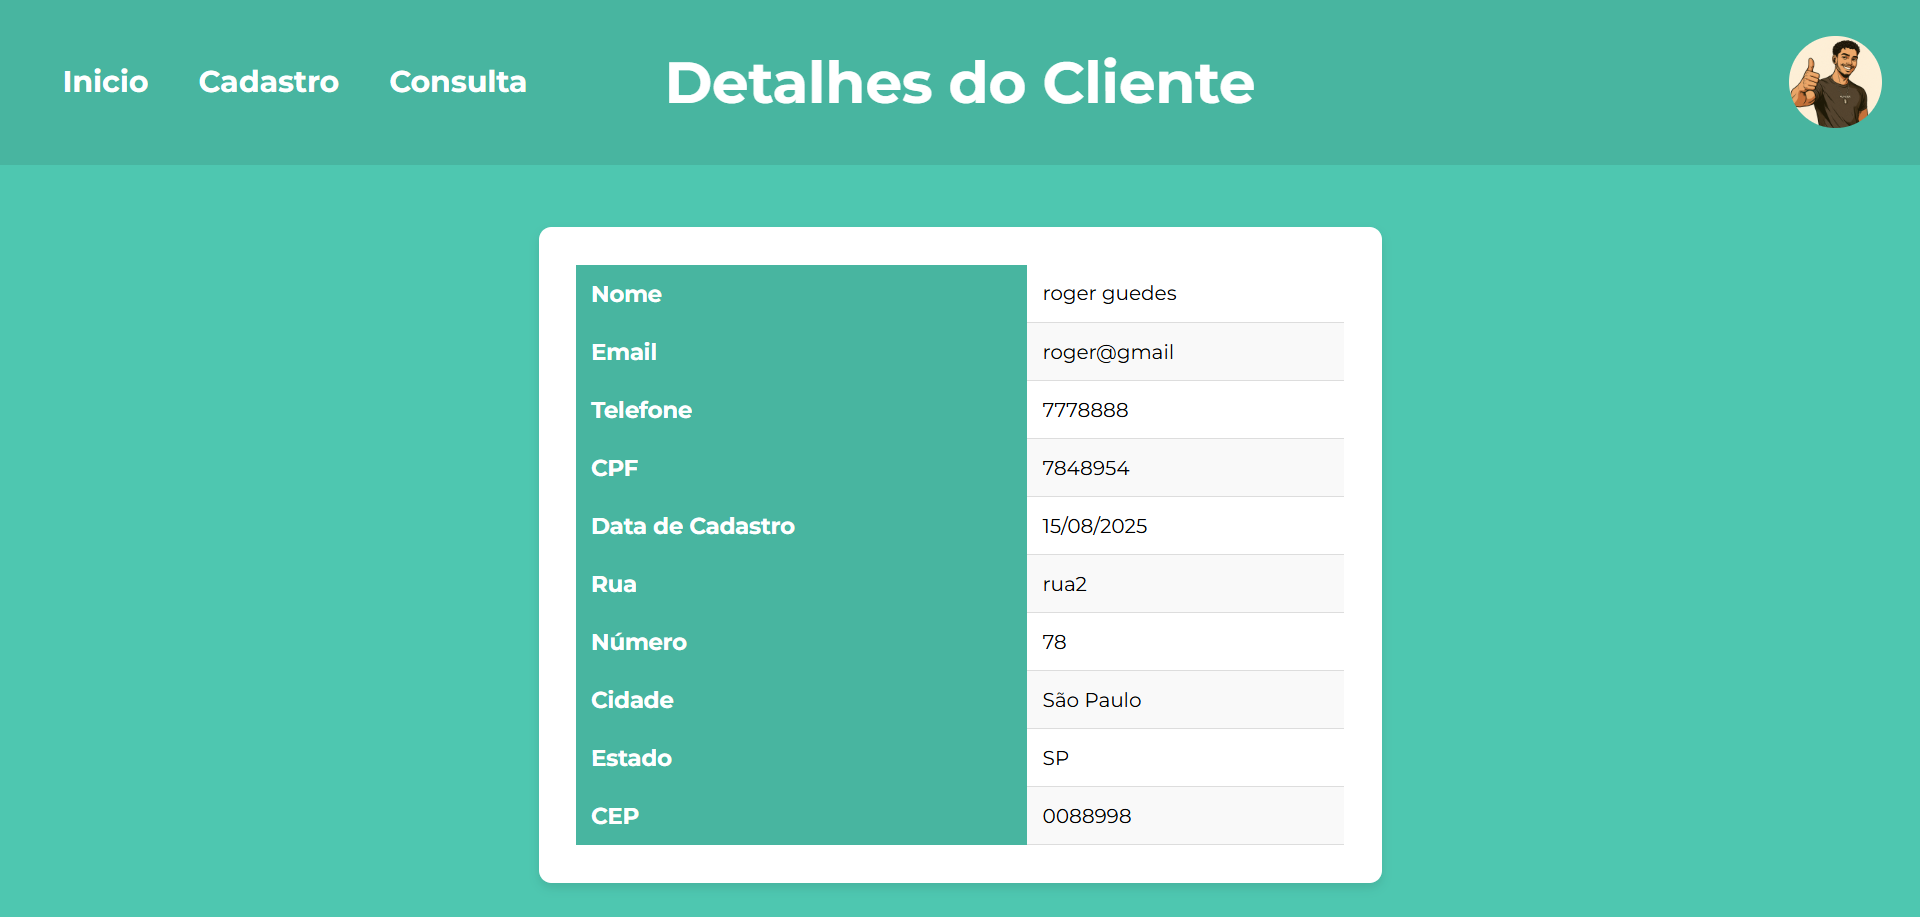 Inicio Cadastro Consulta Detalhes do Cliente
Nome roger guedes
Email roger@gmail
Telefone 7778888
CPF 7848954
Data de Cadastro 15/08/2025
Rua rua2
Número 78
Cidade São Paulo
Estado SP
CEP 0088998